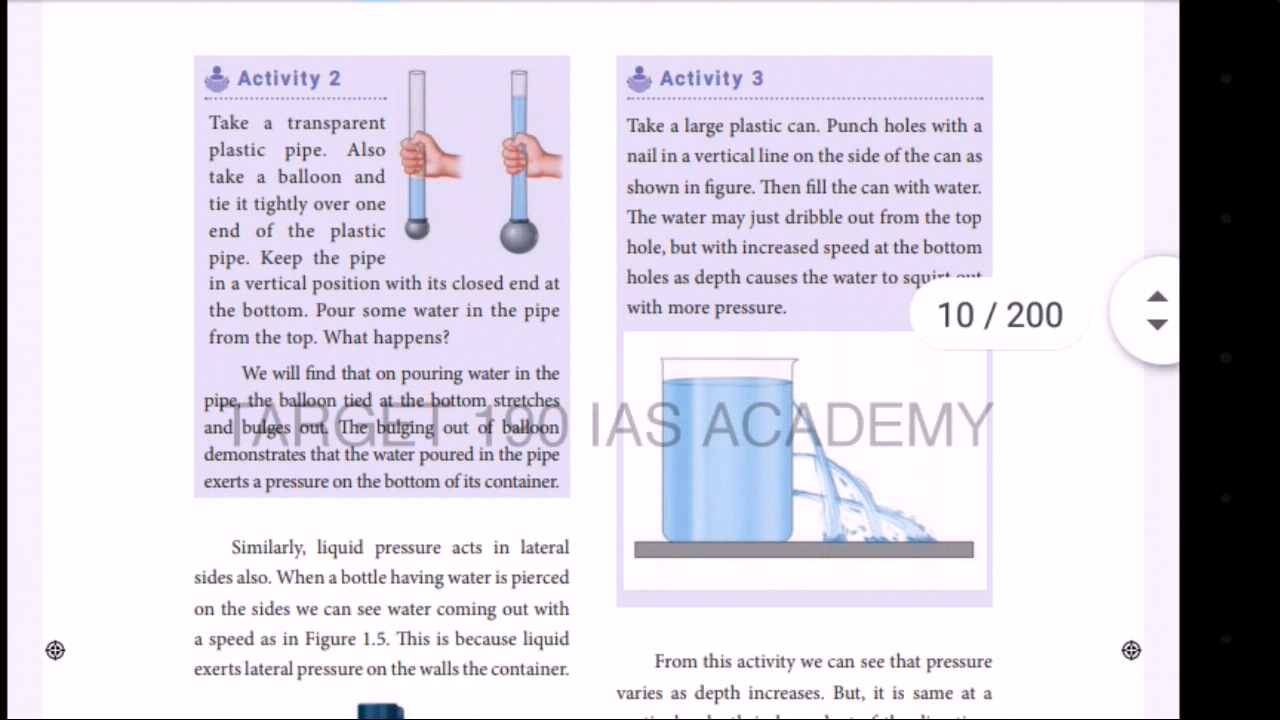 Activity 2
Take a transparent
plastic pipe. Also
take a balloon and
tie it tightly over one
end of the plastic
pipe. Keep the pipe
in a vertical position with its closed end at
the bottom. Pour some water in the pipe
from the top. What happens?
We will find that on pouring water in the
pipe, the balloon tied at the bottom stretches
and bulges out. The bulging out of balloon
demonstrates that the water poured in the pipe
exerts a pressure on the bottom of its container.
Similarly, liquid pressure acts in lateral
sides also. When a bottle having water is pierced
on the sides we can see water coming out with
a speed as in Figure 1.5. This is because liquid
exerts lateral pressure on the walls the container.
Activity 3
Take a large plastic can. Punch holes with a
nail in a vertical line on the side of the can as
shown in figure. Then fill the can with water.
The water may just dribble out from the top
hole, but with increased speed at the bottom
holes as depth causes the water to squirt out
with more pressure.
10 / 200
TARGET 190 IAS ACADEMY
From this activity we can see that pressure
varies as depth increases. But, it is same at a